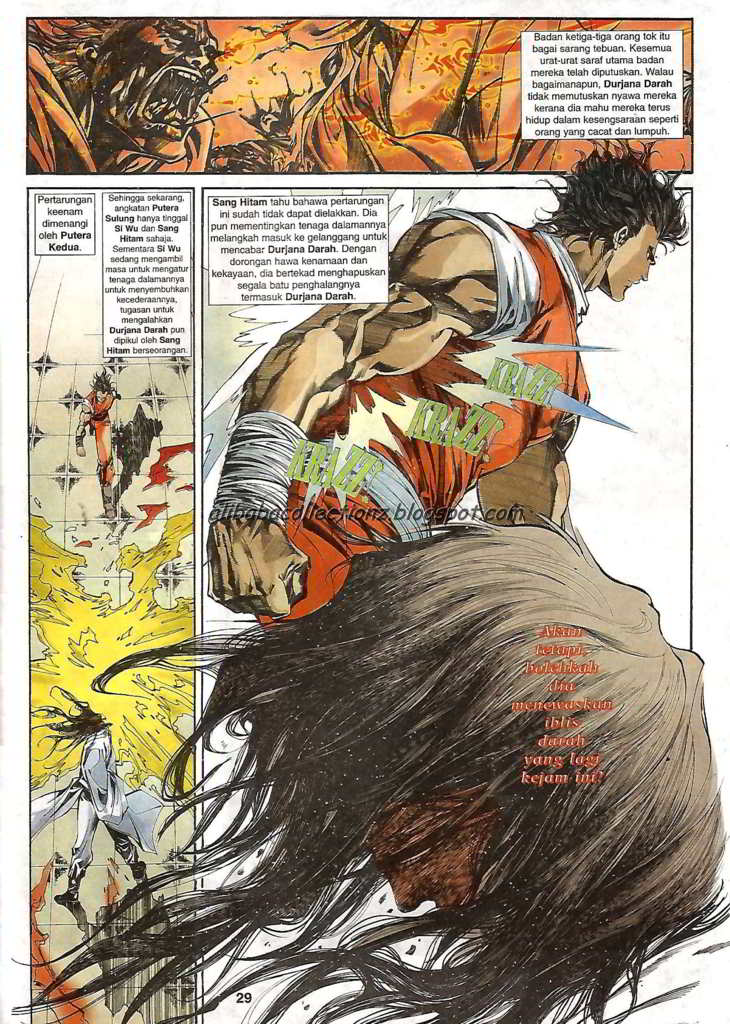 Badan ketiga-tiga orang tok itu
bagai sarang tebuan. Kesemua
urat-urat saraf utama badan
mereka telah diputuskan. Walau
bagaimanapun, Durjana Darah
tidak memutuskan nyawa mereka
kerana dia mahu mereka terus
hidup dalam kesengsaraan seperti
orang yang cacat dan lumpuh.
Pertarungan
keenam
dimenangi
oleh Putera
Kedua.
Sehingga sekarang,
angkatan Putera
Sulung hanya tinggal
Si Wu dan Sang
Hitam sahaja.
Sementara Si Wu
sedang mengambil
masa untuk mengatur
tenaga dalamannya
untuk menyembuhkan
kecederaannya,
tugasan untuk
mengalahkan
Durjana Darah pun
dipikul oleh Sang
Hitam berseorangan.
Sang Hitam tahu bahawa pertarungan
ini sudah tidak dapat dielakkan. Dia
pun mementingkan tenaga dalamannya
melangkah masuk ke gelanggang untuk
mencabar Durjana Darah. Dengan
dorongan hawa kenamaan dan
kekayaan, dia bertekad menghapuskan
segala batu penghalangnya
termasuk Durjana Darah.
KRAZZ!
KRAZZ!
KRAZZ!
alibabacollectionz.blogspot.com
Akan
tetapi,
bolehkah
dia
menewaskan
iblis
darah
yang lagi
kejam ini?
29